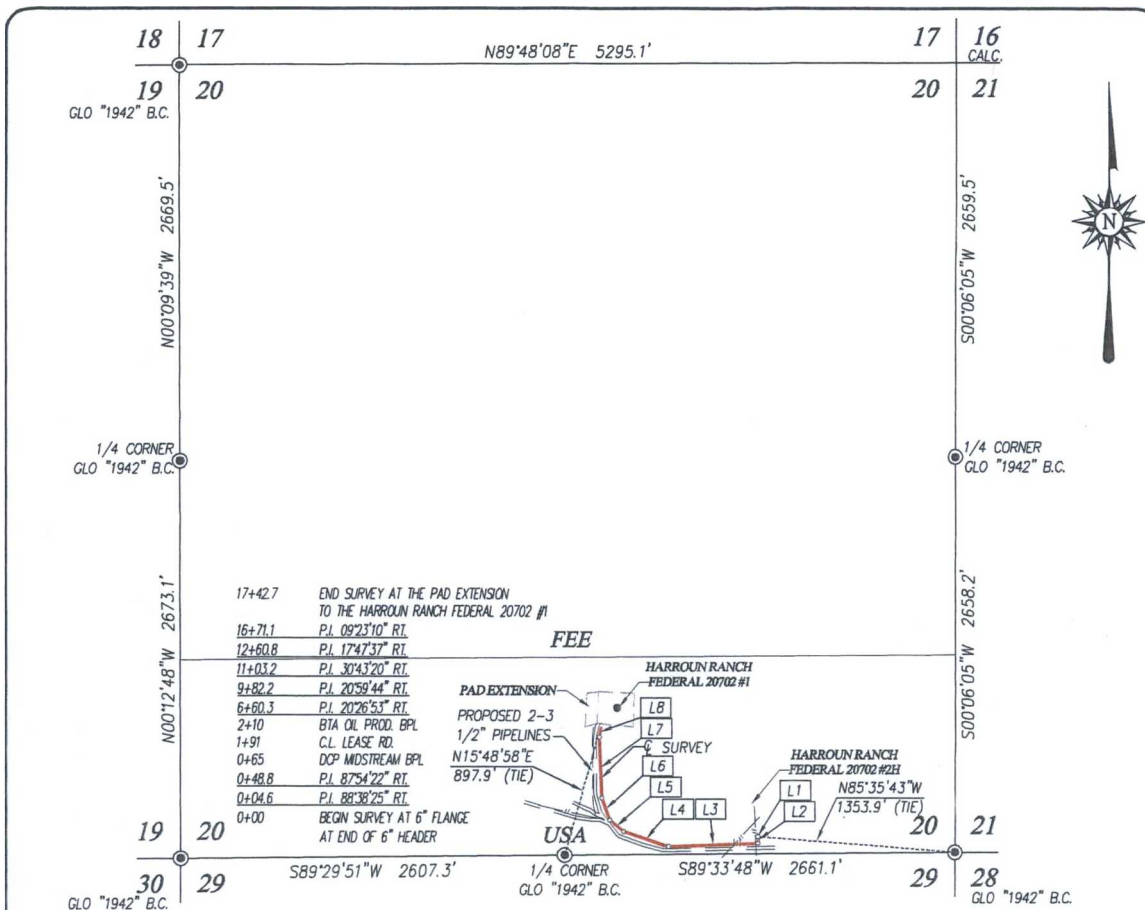 18 17
N89°48'08"E 5295.1'
17 16
CALC.
19 20
GLO "1942" B.C.
20 21
N00°09'39"W 2669.5'
S00°06'05"W 2659.5'
N
1/4 CORNER
GLO "1942" B.C.
1/4 CORNER
GLO "1942" B.C.
N00°12'48"W 2673.1'
S00°06'05"W 2658.2'
17+42.7 END SURVEY AT THE PAD EXTENSION
TO THE HARROUN RANCH FEDERAL 20702 #1
16+71.1 P.I. 09°23'10" RT.
12+60.8 P.I. 17°47'37" RT.
11+03.2 P.I. 30°43'20" RT.
9+82.2 P.I. 20°59'44" RT.
6+60.3 P.I. 20°26'53" RT.
2+10 BTA OIL PROD. BPL
1+91 C.L. LEASE RD.
0+65 DCP MIDSTREAM BPL
0+48.8 P.I. 87°54'22" RT.
0+04.6 P.I. 88°38'25" RT.
0+00 BEGIN SURVEY AT 6" FLANGE
AT END OF 6" HEADER
FEE
HARROUN RANCH
FEDERAL 20702 #1
PAD EXTENSION
PROPOSED 2-3
1/2" PIPELINES
N15°48'58"E
897.9' (TIE)
L8
L7
℄ SURVEY
L6
L5
L4
L3
HARROUN RANCH
FEDERAL 20702 #2H
L1
L2
N85°35'43"W
1353.9' (TIE)
USA
19 20
20 21
S89°29'51"W 2607.3'
1/4 CORNER
GLO "1942" B.C.
S89°33'48"W 2661.1'
30 29
GLO "1942" B.C.
29 28
GLO "1942" B.C.